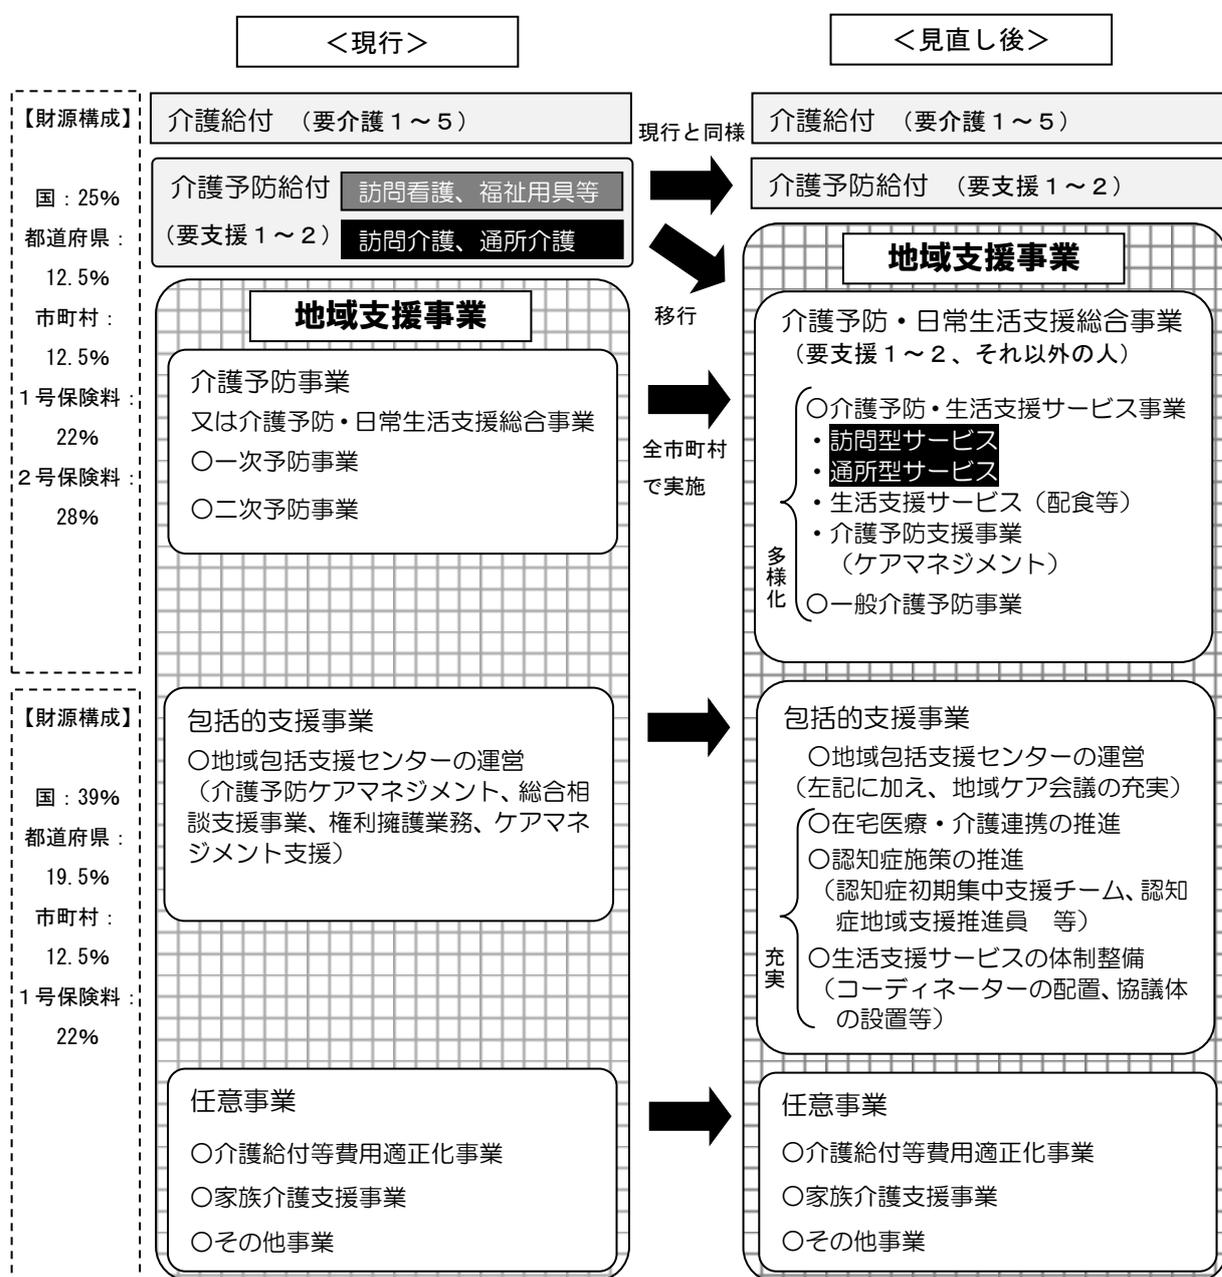 ＜現行＞
＜見直し後＞
【財源構成】
国：25%
都道府県：
12.5%
市町村：
12.5%
１号保険料：
22%
２号保険料：
28%
介護給付　（要介護１～５）
介護予防給付
（要支援１～２）
訪問看護、福祉用具等
訪問介護、通所介護
地域支援事業
介護予防事業
又は介護予防・日常生活支援総合事業
○一次予防事業
○二次予防事業
現行と同様
移行
全市町村
で実施
介護給付　（要介護１～５）
介護予防給付　（要支援１～２）
地域支援事業
介護予防・日常生活支援総合事業
（要支援１～２、それ以外の人）
○介護予防・生活支援サービス事業
・訪問型サービス
・通所型サービス
・生活支援サービス（配食等）
・介護予防支援事業
（ケアマネジメント）
○一般介護予防事業
多様化
【財源構成】
国：39%
都道府県：
19.5%
市町村：
12.5%
１号保険料：
22%
包括的支援事業
○地域包括支援センターの運営
（介護予防ケアマネジメント、総合相
談支援事業、権利擁護業務、ケアマネ
ジメント支援）
包括的支援事業
○地域包括支援センターの運営
（左記に加え、地域ケア会議の充実）
○在宅医療・介護連携の推進
○認知症施策の推進
（認知症初期集中支援チーム、認知
症地域支援推進員　等）
○生活支援サービスの体制整備
（コーディネーターの配置、協議体
の設置等）
充実
任意事業
○介護給付等費用適正化事業
○家族介護支援事業
○その他事業
任意事業
○介護給付等費用適正化事業
○家族介護支援事業
○その他事業